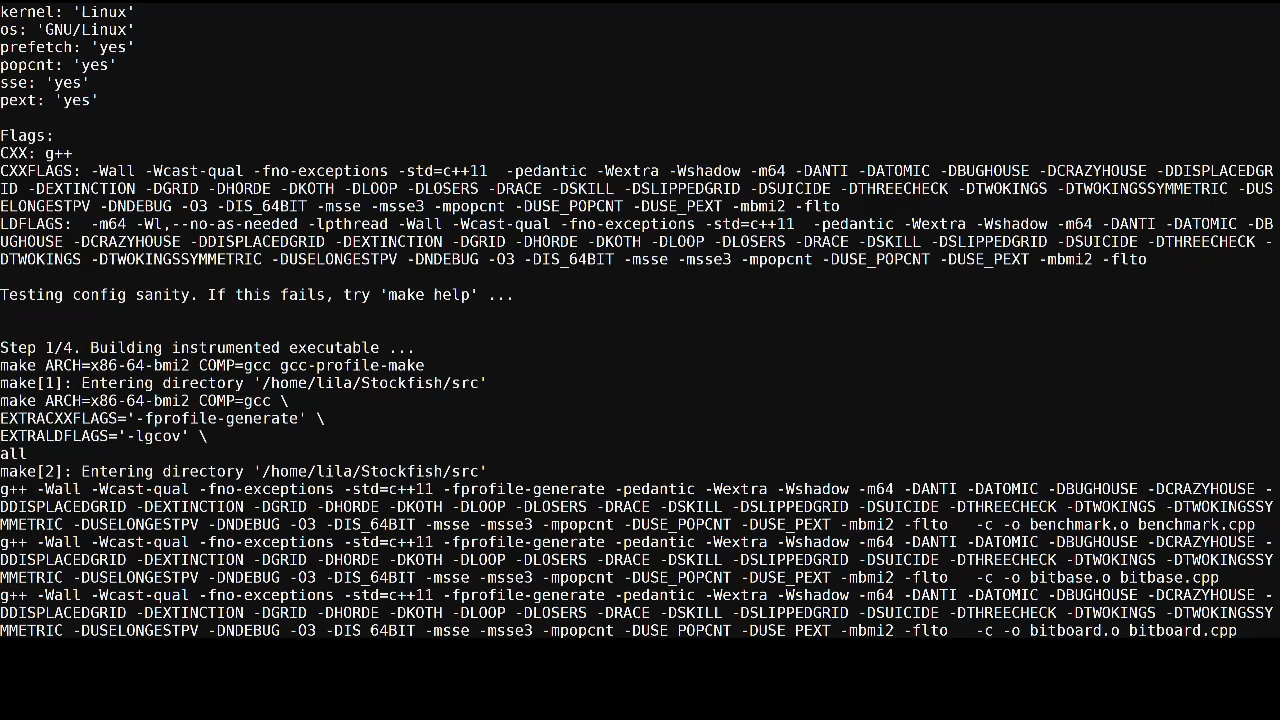 kernel: 'Linux'
os: 'GNU/Linux'
prefetch: 'yes'
popcnt: 'yes'
sse: 'yes'
pext: 'yes'
Flags:
CXX: g++
CXXFLAGS: -Wall -Wcast-qual -fno-exceptions -std=c++11  -pedantic -Wextra -Wshadow -m64 -DANTI -DATOMIC -DBUGHOUSE -DCRAZYHOUSE -DDISPLACEDGR
ID -DEXTINCTION -DGRID -DHORDE -DKOTH -DLOOP -DLOSERS -DRACE -DSKILL -DSLIPPEDGRID -DSUICIDE -DTHREECHECK -DTWOKINGS -DTWOKINGSSYMMETRIC -DUS
ELONGESTPV -DNDEBUG -O3 -DIS_64BIT -msse -msse3 -mpopcnt -DUSE_POPCNT -DUSE_PEXT -mbmi2 -flto
LDFLAGS:  -m64 -Wl,--no-as-needed -lpthread -Wall -Wcast-qual -fno-exceptions -std=c++11  -pedantic -Wextra -Wshadow -m64 -DANTI -DATOMIC -DB
UGHOUSE -DCRAZYHOUSE -DDISPLACEDGRID -DEXTINCTION -DGRID -DHORDE -DKOTH -DLOOP -DLOSERS -DRACE -DSKILL -DSLIPPEDGRID -DSUICIDE -DTHREECHECK -
DTWOKINGS -DTWOKINGSSYMMETRIC -DUSELONGESTPV -DNDEBUG -O3 -DIS_64BIT -msse -msse3 -mpopcnt -DUSE_POPCNT -DUSE_PEXT -mbmi2 -flto
Testing config sanity. If this fails, try 'make help' ...
Step 1/4. Building instrumented executable ...
make ARCH=x86-64-bmi2 COMP=gcc gcc-profile-make
make[1]: Entering directory '/home/lila/Stockfish/src'
make ARCH=x86-64-bmi2 COMP=gcc \
EXTRACXXFLAGS='-fprofile-generate' \
EXTRALDFLAGS='-lgcov' \
all
make[2]: Entering directory '/home/lila/Stockfish/src'
g++ -Wall -Wcast-qual -fno-exceptions -std=c++11 -fprofile-generate -pedantic -Wextra -Wshadow -m64 -DANTI -DATOMIC -DBUGHOUSE -DCRAZYHOUSE -
DDISPLACEDGRID -DEXTINCTION -DGRID -DHORDE -DKOTH -DLOOP -DLOSERS -DRACE -DSKILL -DSLIPPEDGRID -DSUICIDE -DTHREECHECK -DTWOKINGS -DTWOKINGSSY
MMETRIC -DUSELONGESTPV -DNDEBUG -O3 -DIS_64BIT -msse -msse3 -mpopcnt -DUSE_POPCNT -DUSE_PEXT -mbmi2 -flto   -c -o benchmark.o benchmark.cpp
g++ -Wall -Wcast-qual -fno-exceptions -std=c++11 -fprofile-generate -pedantic -Wextra -Wshadow -m64 -DANTI -DATOMIC -DBUGHOUSE -DCRAZYHOUSE -
DDISPLACEDGRID -DEXTINCTION -DGRID -DHORDE -DKOTH -DLOOP -DLOSERS -DRACE -DSKILL -DSLIPPEDGRID -DSUICIDE -DTHREECHECK -DTWOKINGS -DTWOKINGSSY
MMETRIC -DUSELONGESTPV -DNDEBUG -O3 -DIS_64BIT -msse -msse3 -mpopcnt -DUSE_POPCNT -DUSE_PEXT -mbmi2 -flto   -c -o bitbase.o bitbase.cpp
g++ -Wall -Wcast-qual -fno-exceptions -std=c++11 -fprofile-generate -pedantic -Wextra -Wshadow -m64 -DANTI -DATOMIC -DBUGHOUSE -DCRAZYHOUSE -
DDISPLACEDGRID -DEXTINCTION -DGRID -DHORDE -DKOTH -DLOOP -DLOSERS -DRACE -DSKILL -DSLIPPEDGRID -DSUICIDE -DTHREECHECK -DTWOKINGS -DTWOKINGSSY
MMETRIC -DUSELONGESTPV -DNDEBUG -O3 -DIS_64BIT -msse -msse3 -mpopcnt -DUSE_POPCNT -DUSE_PEXT -mbmi2 -flto   -c -o bitboard.o bitboard.cpp